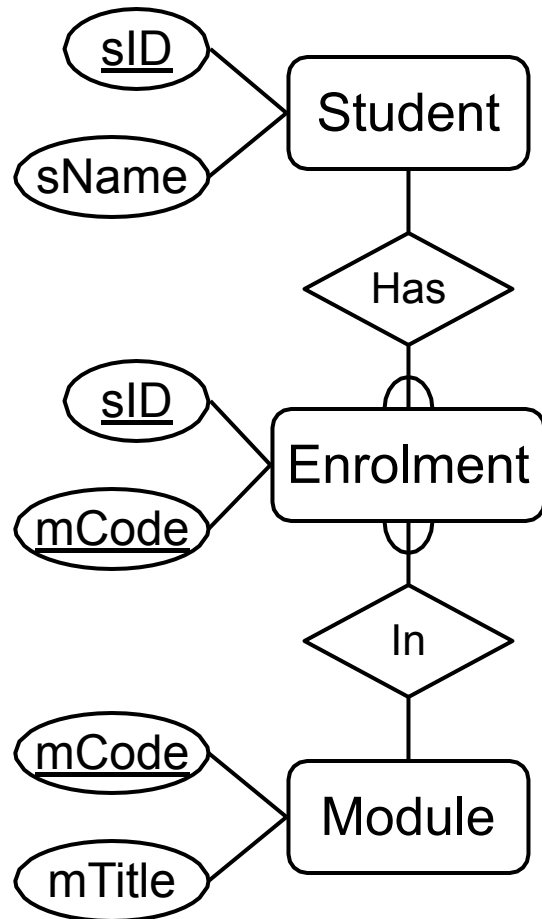 sID
Student
sName
Has
sID
Enrolment
mCode
In
mCode
Module
mTitle